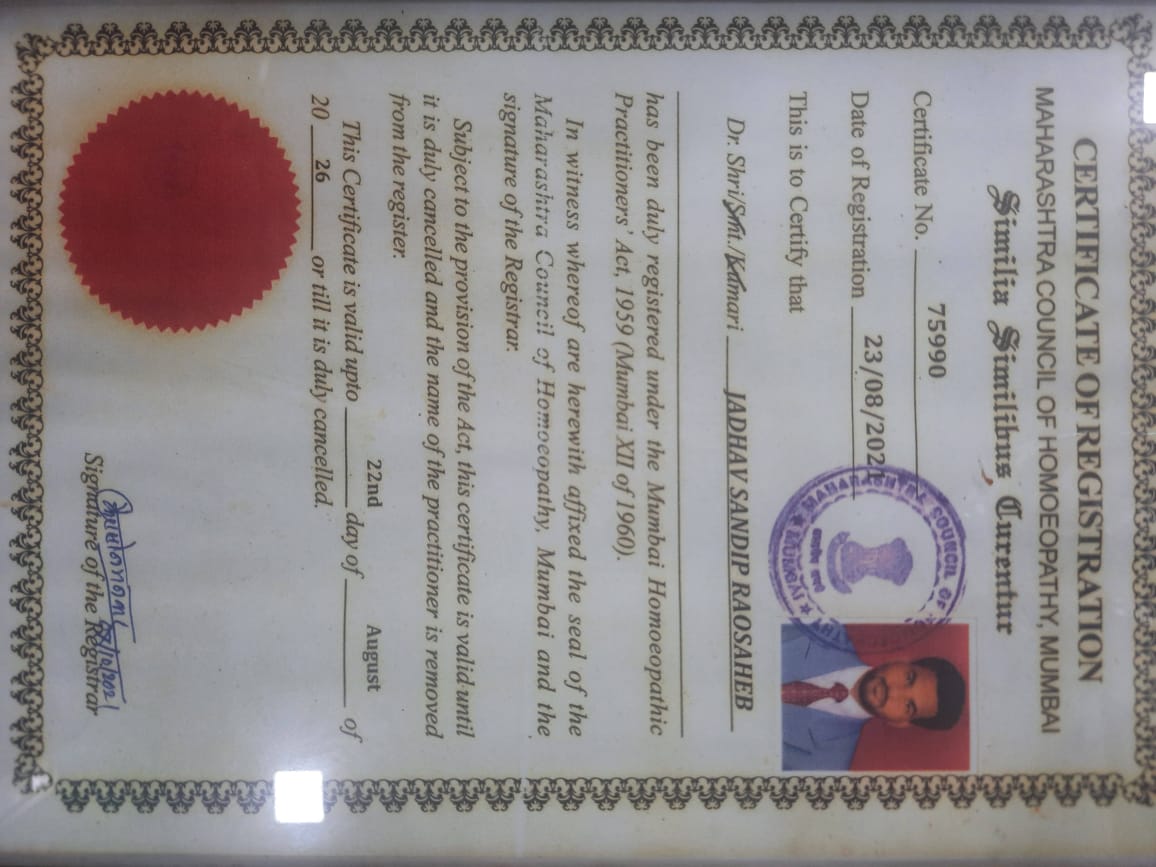 CERTIFICATE OF REGISTRATION
MAHARASHTRA COUNCIL OF HOMOEOPATHY, MUMBAI
Similia Similibus Curentur
Certificate No. 75990
Date of Registration 23/08/2021
This is to Certify that
Dr. Shri/Smt./Kumari JADHAV SANDIP RAOSAHEB
has been duly registered under the Mumbai Homoeopathic
Practitioners' Act, 1959 (Mumbai XII of 1960).
In witness whereof are herewith affixed the seal of the
Maharashtra Council of Homoeopathy, Mumbai and the
signature of the Registrar.
Subject to the provision of the Act, this certificate is valid until
it is duly cancelled and the name of the practitioner is removed
from the register.
This Certificate is valid upto 22nd day of August of
20 26 or till it is duly cancelled.
Signature of the Registrar
MAHARASHTRA COUNCIL OF
MUMBAI